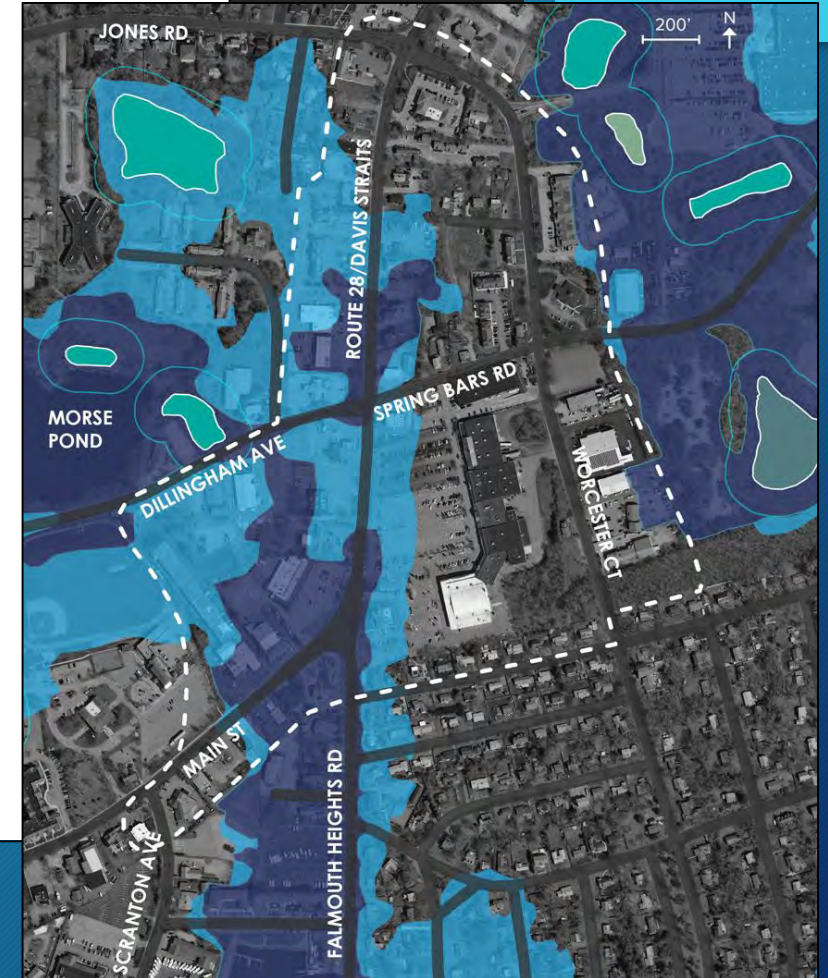 JONES RD
200'
N
ROUTE 28/DAVIS STRAITS
SPRING BARS RD
MORSE
POND
DILLINGHAM AVE
WORCESTER CT
MAIN ST
FALMOUTH HEIGHTS RD
SCRANTON AVE